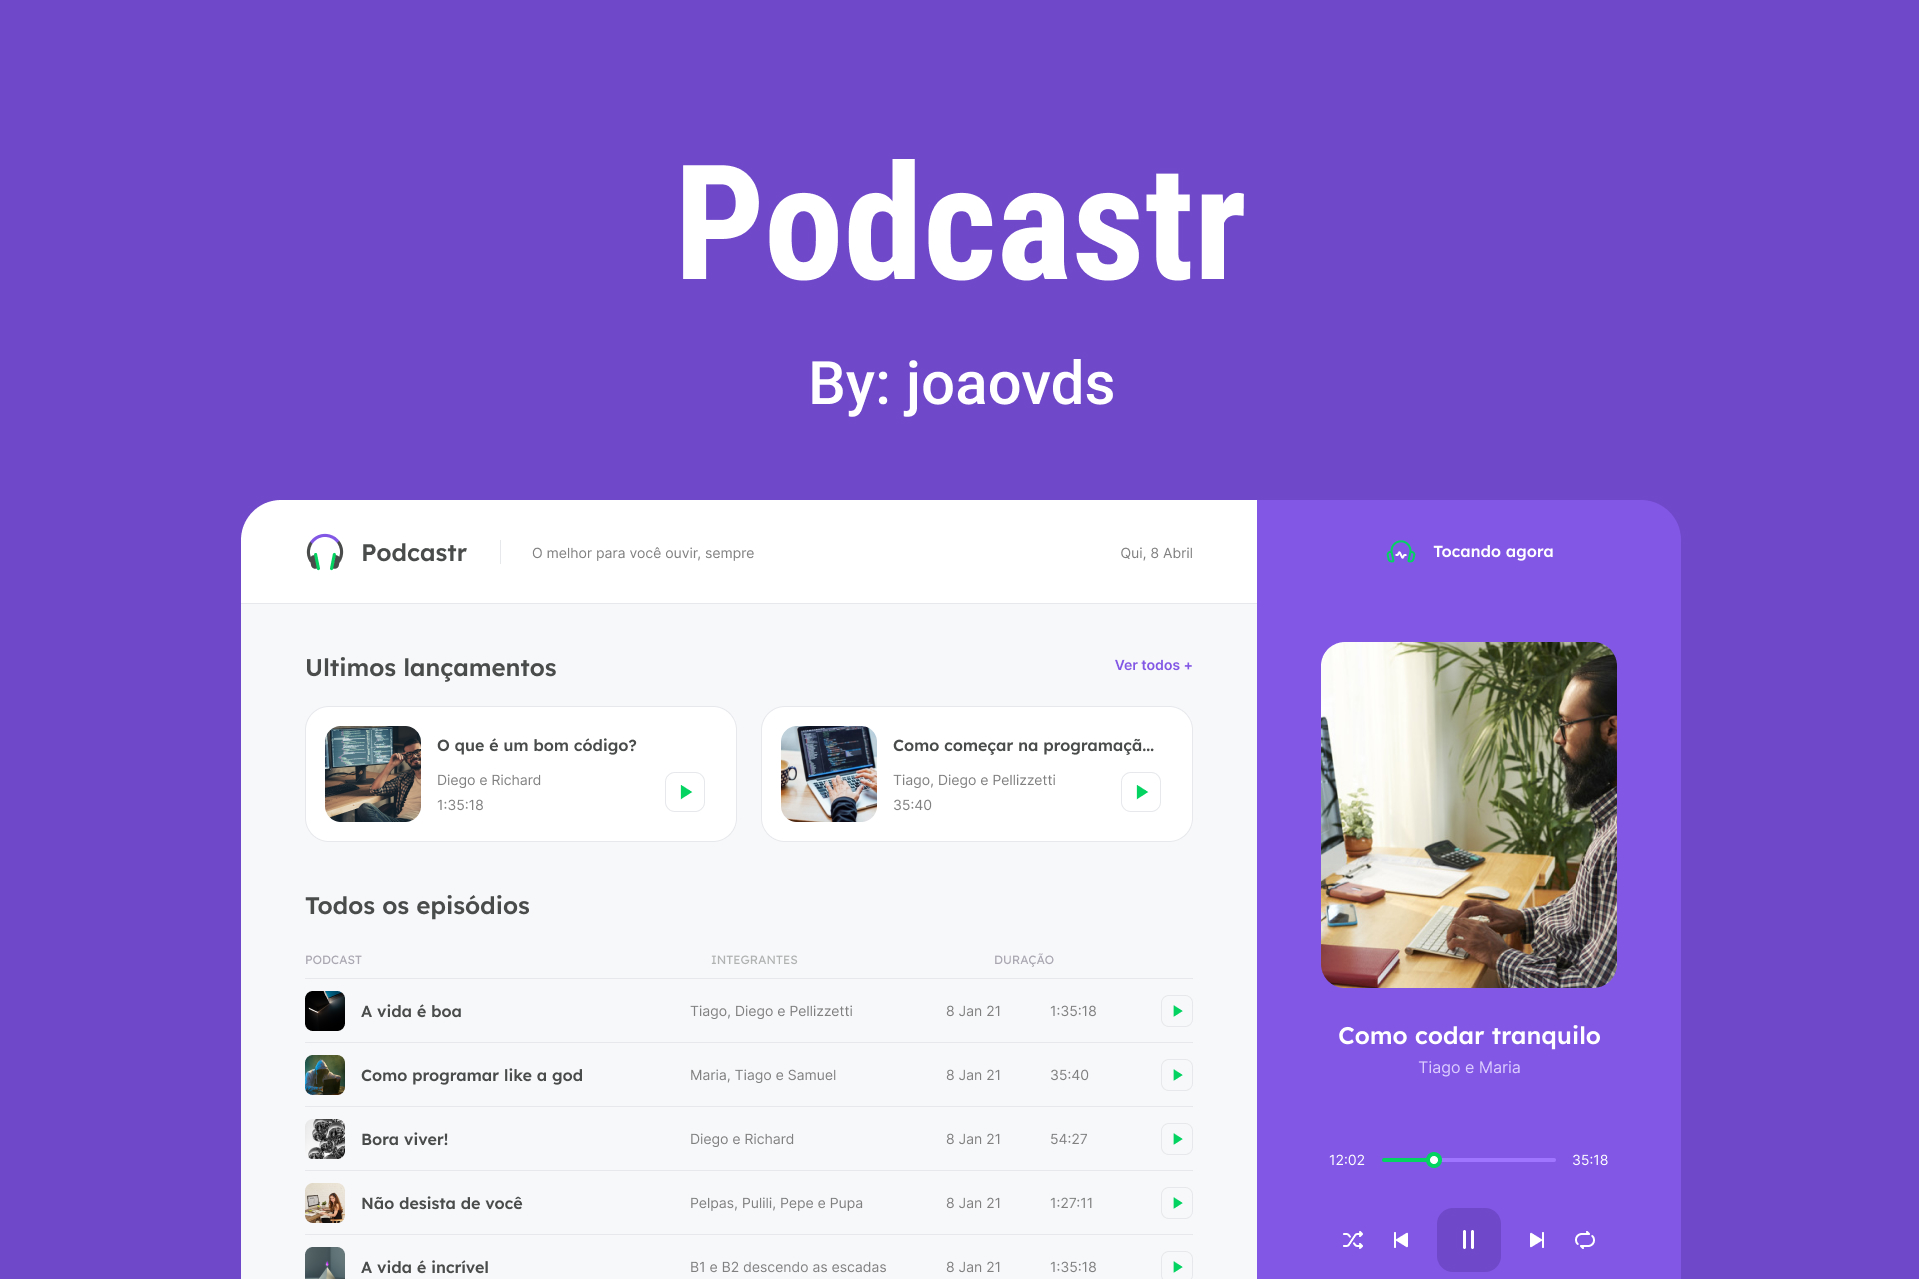 Podcastr
By: joaovds
Podcastr
O melhor para você ouvir, sempre
Qui, 8 Abril
Ultimos lançamentos
Ver todos +
O que é um bom código?
Diego e Richard
1:35:18
Como começar na programaçã...
Tiago, Diego e Pellizzetti
35:40
Todos os episódios
PODCAST INTEGRANTES DURAÇÃO
A vida é boa Tiago, Diego e Pellizzetti 8 Jan 21 1:35:18
Como programar like a god Maria, Tiago e Samuel 8 Jan 21 35:40
Bora viver! Diego e Richard 8 Jan 21 54:27
Não desista de você Pelpas, Pulili, Pepe e Pupa 8 Jan 21 1:27:11
A vida é incrível B1 e B2 descendo as escadas 8 Jan 21 1:35:18
Tocando agora
Como codar tranquilo
Tiago e Maria
12:02 35:18